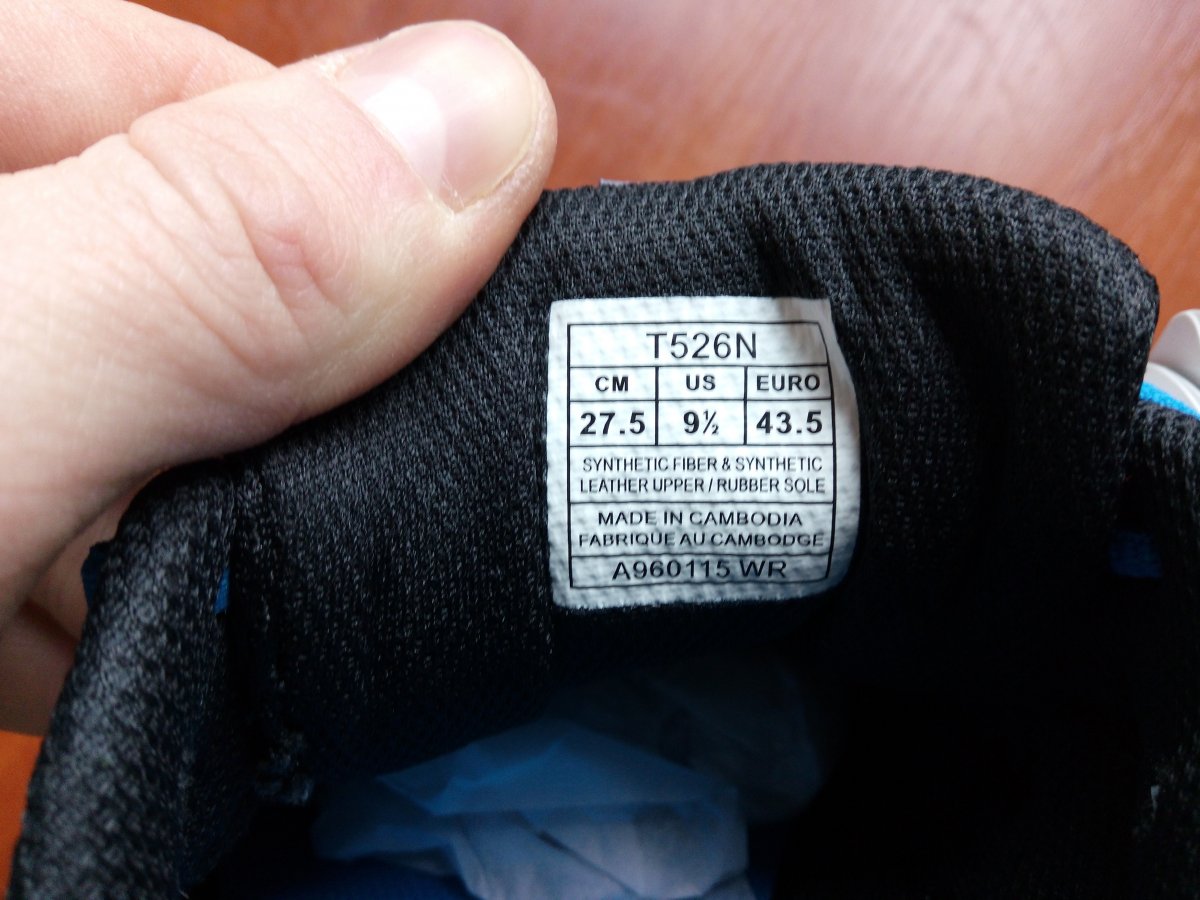 T526N
CM US EURO
27.5 9½ 43.5
SYNTHETIC FIBER & SYNTHETIC
LEATHER UPPER / RUBBER SOLE
MADE IN CAMBODIA
FABRIQUE AU CAMBODGE
A960115 WR